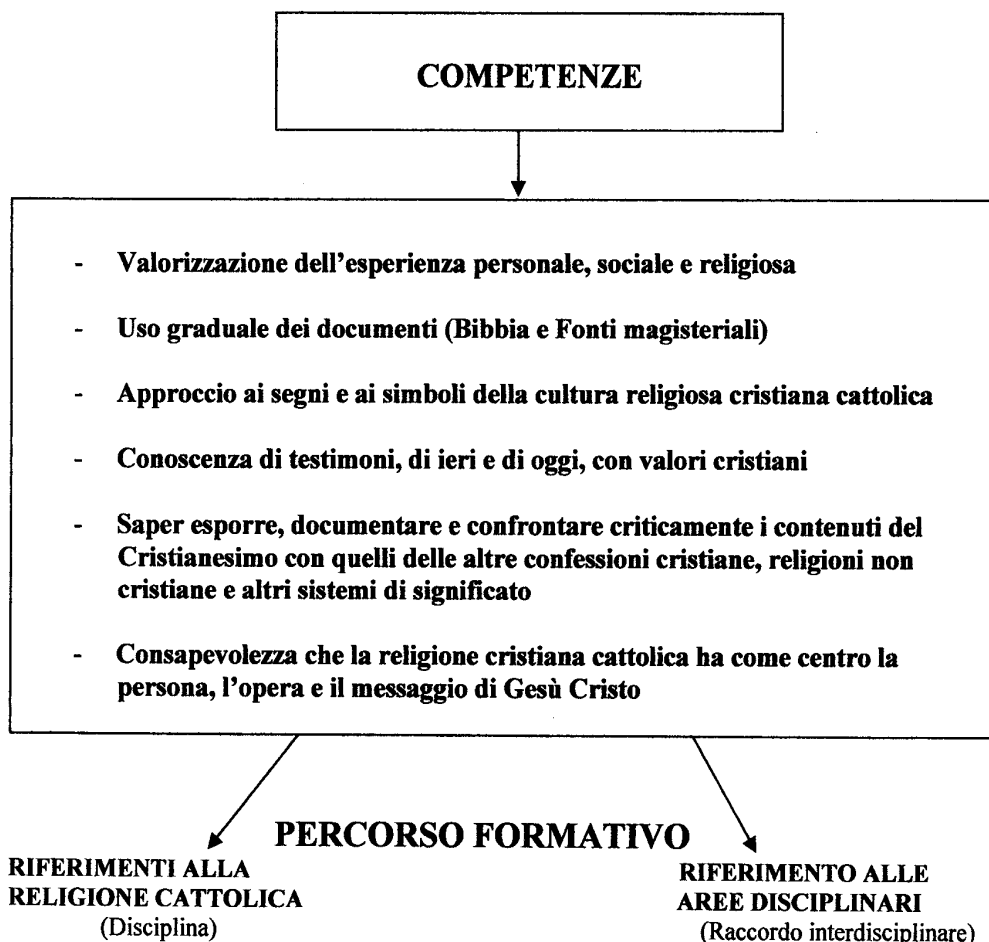 COMPETENZE
- Valorizzazione dell'esperienza personale, sociale e religiosa
- Uso graduale dei documenti (Bibbia e Fonti magisteriali)
- Approccio ai segni e ai simboli della cultura religiosa cristiana cattolica
- Conoscenza di testimoni, di ieri e di oggi, con valori cristiani
- Saper esporre, documentare e confrontare criticamente i contenuti del
Cristianesimo con quelli delle altre confessioni cristiane, religioni non
cristiane e altri sistemi di significato
- Consapevolezza che la religione cristiana cattolica ha come centro la
persona, l'opera e il messaggio di Gesù Cristo
PERCORSO FORMATIVO
RIFERIMENTI ALLA
RELIGIONE CATTOLICA
(Disciplina)
RIFERIMENTO ALLE
AREE DISCIPLINARI
(Raccordo interdisciplinare)